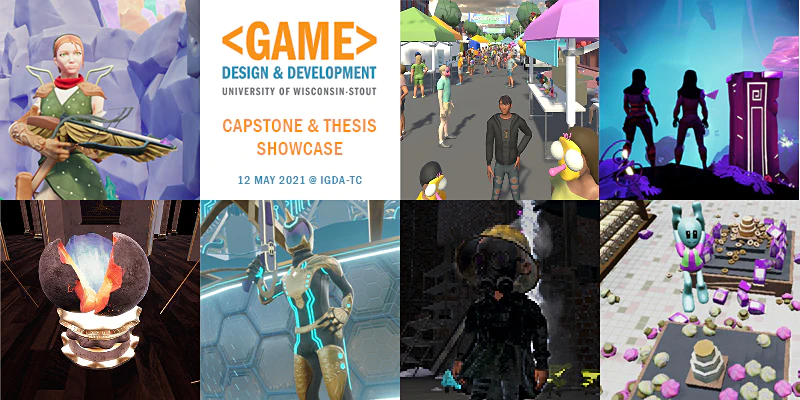 <GAME>
DESIGN & DEVELOPMENT
UNIVERSITY OF WISCONSIN-STOUT
CAPSTONE & THESIS
SHOWCASE
12 MAY 2021 @ IGDA-TC